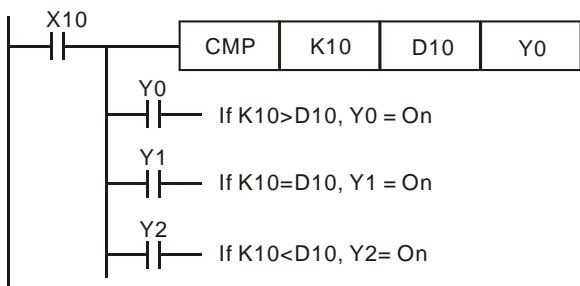 X10
CMP K10 D10 Y0
Y0
If K10>D10, Y0 = On
Y1
If K10=D10, Y1 = On
Y2
If K10<D10, Y2= On